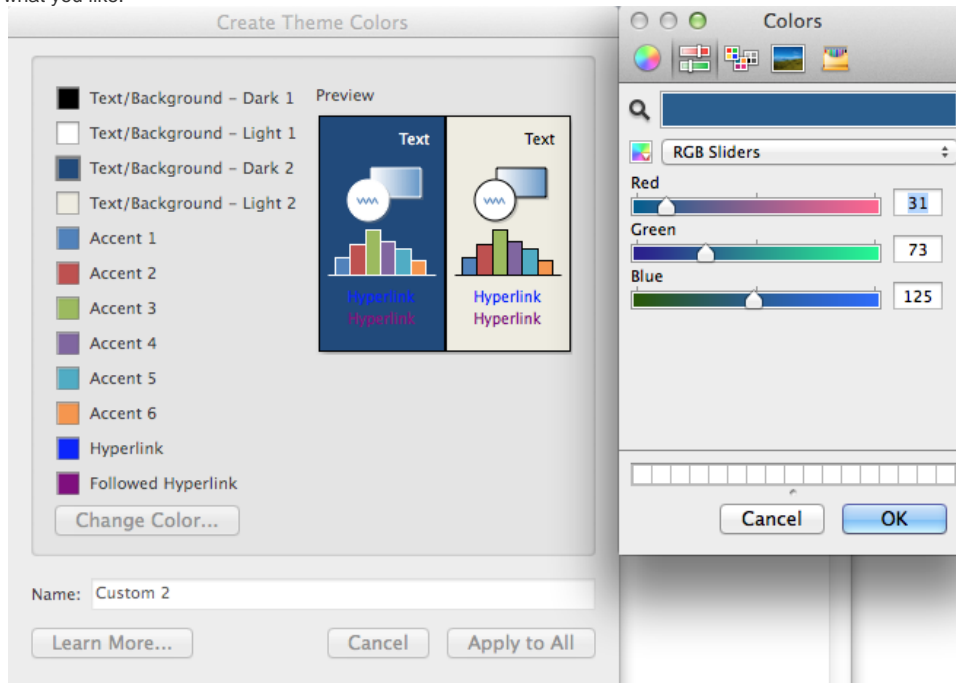 what you like.
Create Theme Colors
Text/Background – Dark 1
Text/Background – Light 1
Text/Background – Dark 2
Text/Background – Light 2
Accent 1
Accent 2
Accent 3
Accent 4
Accent 5
Accent 6
Hyperlink
Followed Hyperlink
Change Color...
Preview
Text
Hyperlink
Hyperlink
Text
Hyperlink
Hyperlink
Name: Custom 2
Learn More...
Cancel
Apply to All
Colors
RGB Sliders
Red
31
Green
73
Blue
125
Cancel
OK